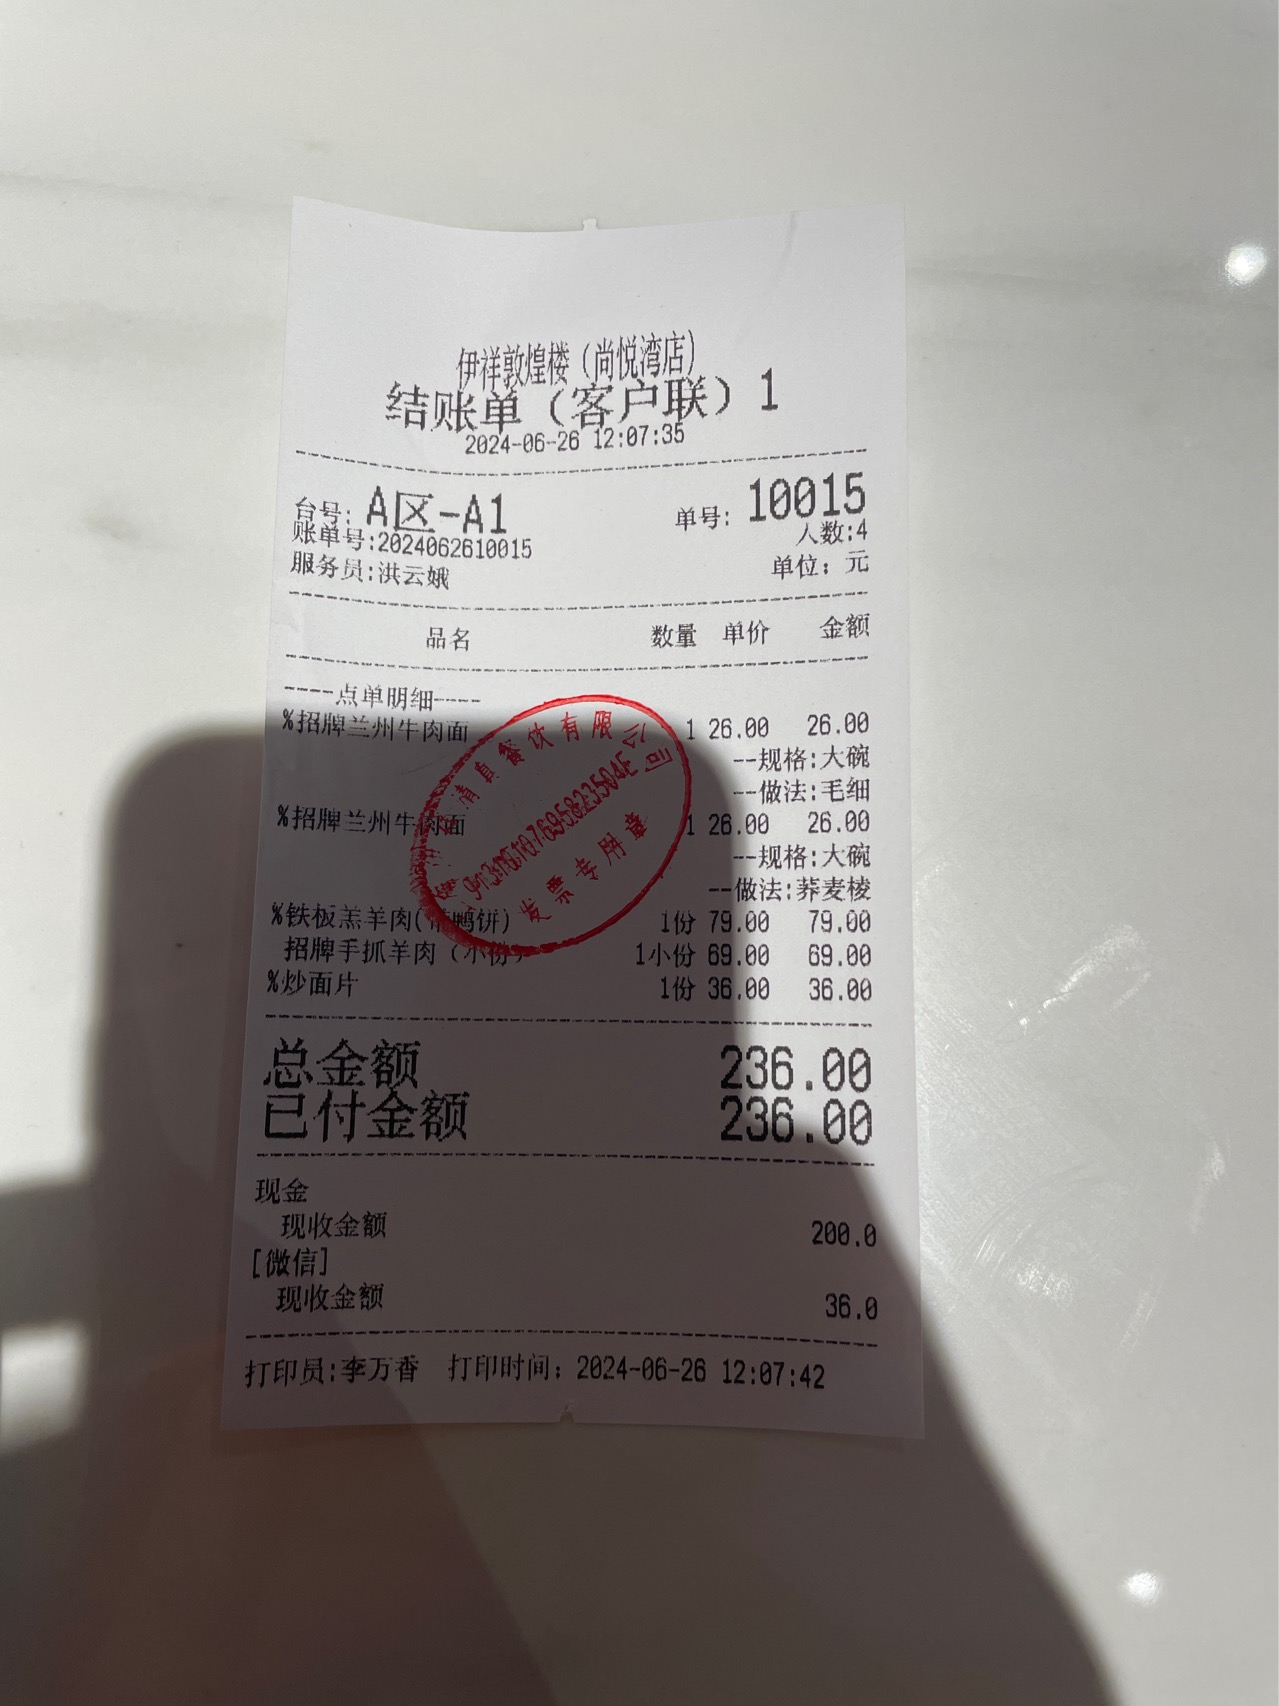 伊祥敦煌楼（尚悦湾店）
结账单（客户联）1
2024-06-26 12:07:35
台号: A区-A1 单号: 10015
账单号:2024062610015 人数:4
服务员:洪云娥 单位: 元
品名 数量 单价 金额
----点单明细----
%招牌兰州牛肉面 1 26.00 26.00
--规格:大碗
--做法:毛细
%招牌兰州牛肉面 1 26.00 26.00
--规格:大碗
--做法:荞麦棱
%铁板羔羊肉( 鸭饼) 1份 79.00 79.00
招牌手抓羊肉（小份） 1小份 69.00 69.00
%炒面片 1份 36.00 36.00
清真餐饮有限公司
发票专用章
总金额 236.00
已付金额 236.00
现金
现收金额 200.0
[微信]
现收金额 36.0
打印员:李万香 打印时间: 2024-06-26 12:07:42